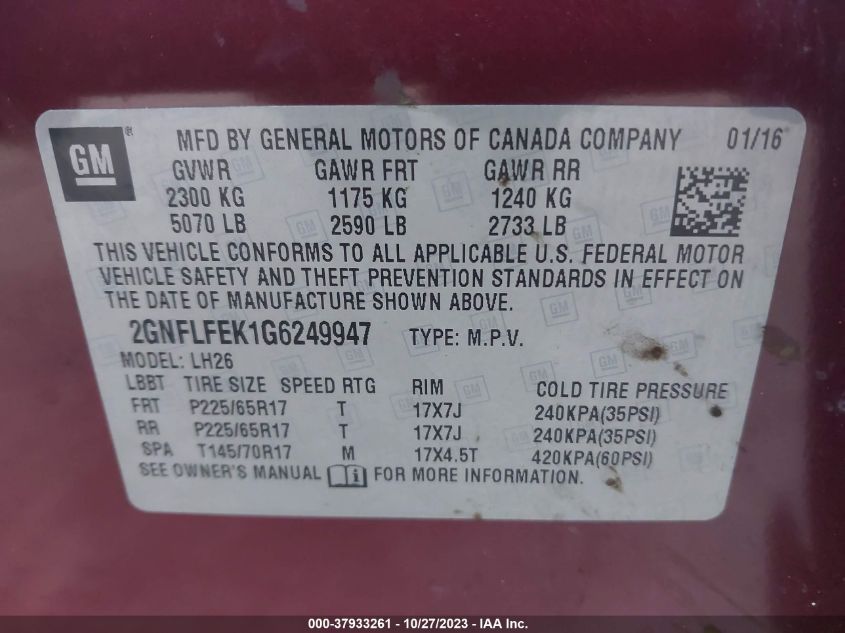 GM ® MFD BY GENERAL MOTORS OF CANADA COMPANY 01/16
GVWR GAWR FRT GAWR RR
2300 KG 1175 KG 1240 KG
5070 LB 2590 LB 2733 LB
THIS VEHICLE CONFORMS TO ALL APPLICABLE U.S. FEDERAL MOTOR
VEHICLE SAFETY AND THEFT PREVENTION STANDARDS IN EFFECT ON
THE DATE OF MANUFACTURE SHOWN ABOVE.
2GNFLFEK1G6249947 TYPE: M.P.V.
MODEL: LH26
LBBT TIRE SIZE SPEED RTG RIM COLD TIRE PRESSURE
FRT P225/65R17 T 17X7J 240KPA(35PSI)
RR P225/65R17 T 17X7J 240KPA(35PSI)
SPA T145/70R17 M 17X4.5T 420KPA(60PSI)
SEE OWNER'S MANUAL i FOR MORE INFORMATION.
000-37933261 - 10/27/2023 - IAA Inc.